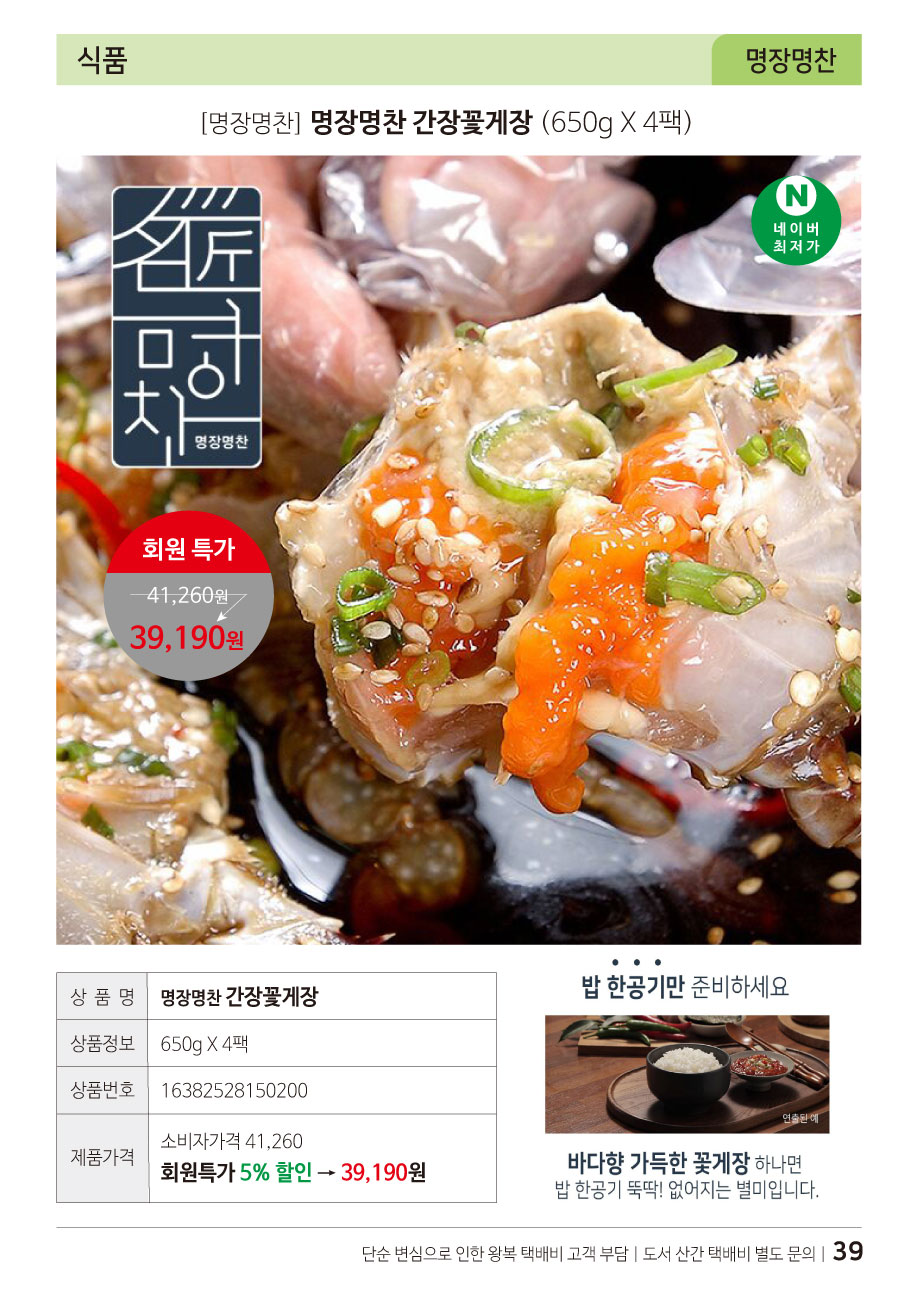 식품
명장명찬
[명장명찬] 명장명찬 간장꽃게장 (650g X 4팩)
N
네이버
최저가
名匠
명찬
명장명찬
회원 특가
41,260원
39,190원
상 품 명 명장명찬 간장꽃게장
상품정보 650g X 4팩
상품번호 16382528150200
제품가격 소비자가격 41,260
회원특가 5% 할인 → 39,190원
밥 한공기만 준비하세요
연출된 예
바다향 가득한 꽃게장 하나면
밥 한공기 뚝딱! 없어지는 별미입니다.
단순 변심으로 인한 왕복 택배비 고객 부담 | 도서 산간 택배비 별도 문의 | 39